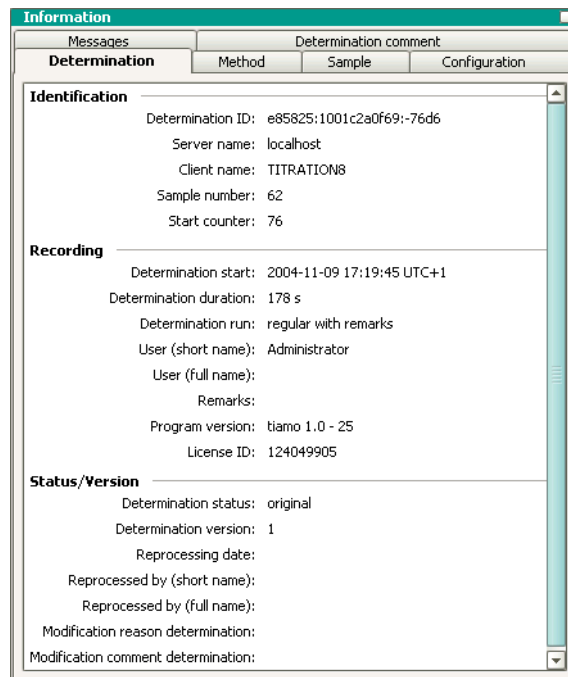 Information
Messages
Determination comment
Determination
Method
Sample
Configuration
Identification
Determination ID: e85825:1001c2a0f69:-76d6
Server name: localhost
Client name: TITRATION8
Sample number: 62
Start counter: 76
Recording
Determination start: 2004-11-09 17:19:45 UTC+1
Determination duration: 178 s
Determination run: regular with remarks
User (short name): Administrator
User (full name):
Remarks:
Program version: tiamo 1.0 - 25
License ID: 124049905
Status/Version
Determination status: original
Determination version: 1
Reprocessing date:
Reprocessed by (short name):
Reprocessed by (full name):
Modification reason determination:
Modification comment determination: